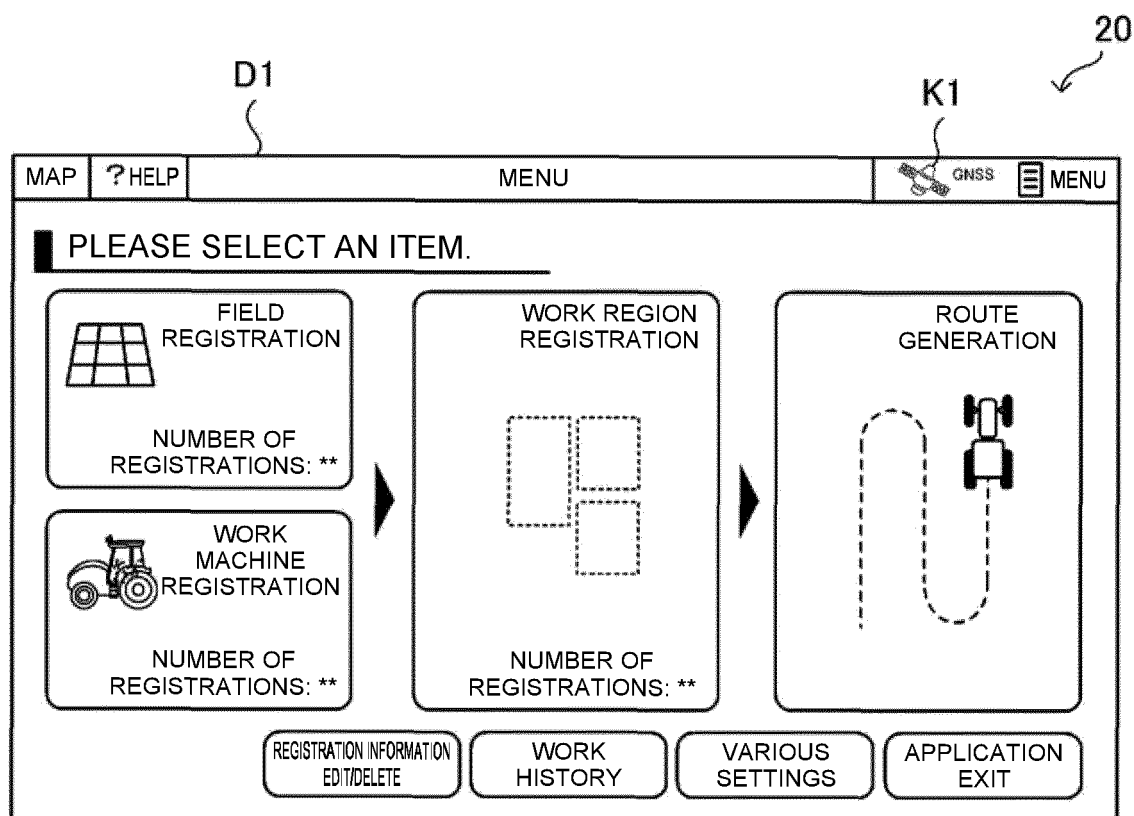 20
D1
K1
MAP
? HELP
MENU
GNSS
MENU
PLEASE SELECT AN ITEM.
FIELD
REGISTRATION
NUMBER OF
REGISTRATIONS: **
WORK
MACHINE
REGISTRATION
NUMBER OF
REGISTRATIONS: **
WORK REGION
REGISTRATION
NUMBER OF
REGISTRATIONS: **
ROUTE
GENERATION
REGISTRATION INFORMATION
EDIT/DELETE
WORK
HISTORY
VARIOUS
SETTINGS
APPLICATION
EXIT